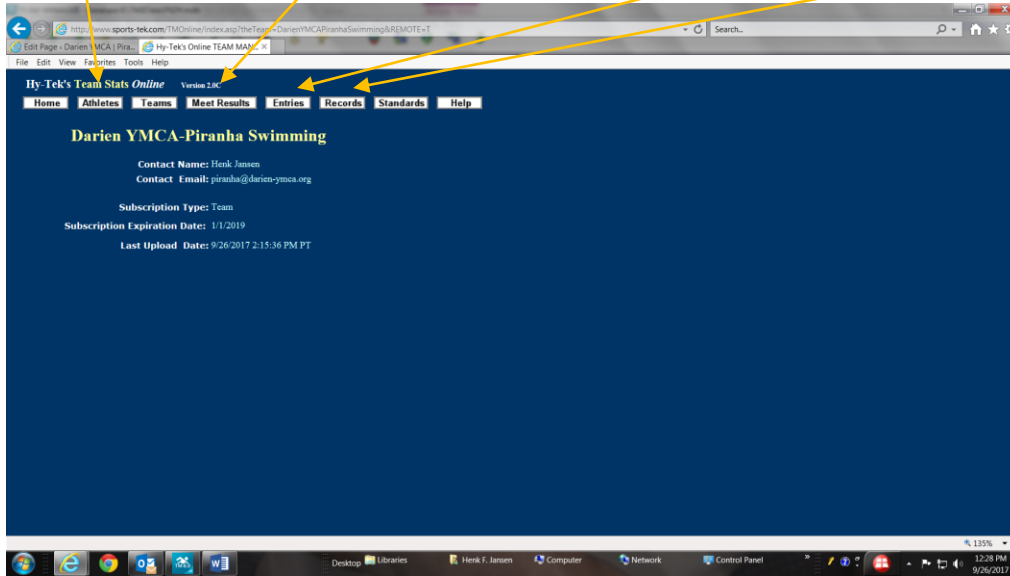 http://www.sports-tek.com/TMOnline/index.asp?theTeam=DarienYMCAPiranhaSwimming&REMOTE=T
Search...
Edit Page - Darien YMCA | Pira...
Hy-Tek's Online TEAM MAN...
File Edit View Favorites Tools Help
Hy-Tek's Team Stats Online Version 2.0C
Home Athletes Teams Meet Results Entries Records Standards Help
Darien YMCA-Piranha Swimming
Contact Name: Henk Jansen
Contact Email: piranha@darien-ymca.org
Subscription Type: Team
Subscription Expiration Date: 1/1/2019
Last Upload Date: 9/26/2017 2:15:36 PM PT
135%
Desktop Libraries Henk F. Jansen Computer Network Control Panel
12:28 PM
9/26/2017